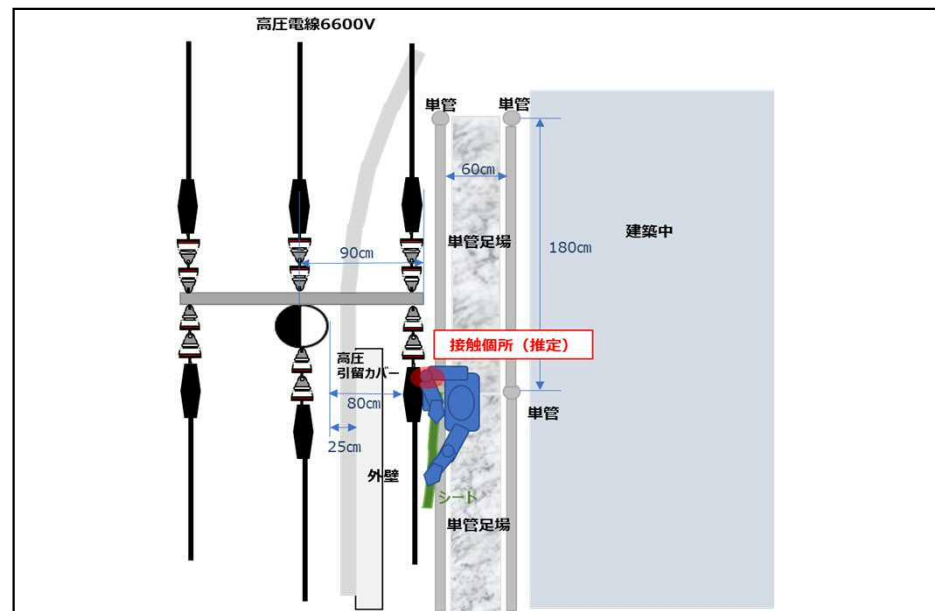 高圧電線6600V
単管
単管
60㎝
単管足場
建築中
180㎝
90㎝
接触個所（推定）
高圧
引留カバー
80㎝
単管
25㎝
外壁
シート
単管足場